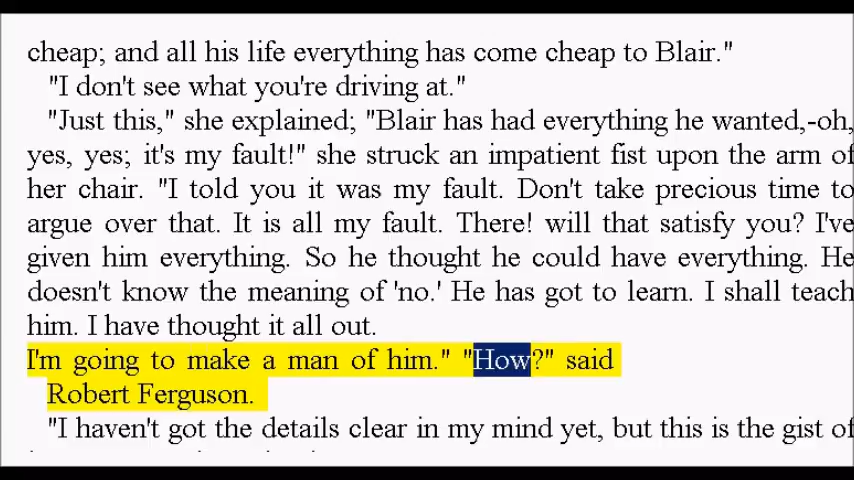 cheap; and all his life everything has come cheap to Blair."
"I don't see what you're driving at."
"Just this," she explained; "Blair has had everything he wanted,-oh,
yes, yes; it's my fault!" she struck an impatient fist upon the arm of
her chair. "I told you it was my fault. Don't take precious time to
argue over that. It is all my fault. There! will that satisfy you? I've
given him everything. So he thought he could have everything. He
doesn't know the meaning of 'no.' He has got to learn. I shall teach
him. I have thought it all out.
I'm going to make a man of him." "How?" said
Robert Ferguson.
"I haven't got the details clear in my mind yet, but this is the gist of